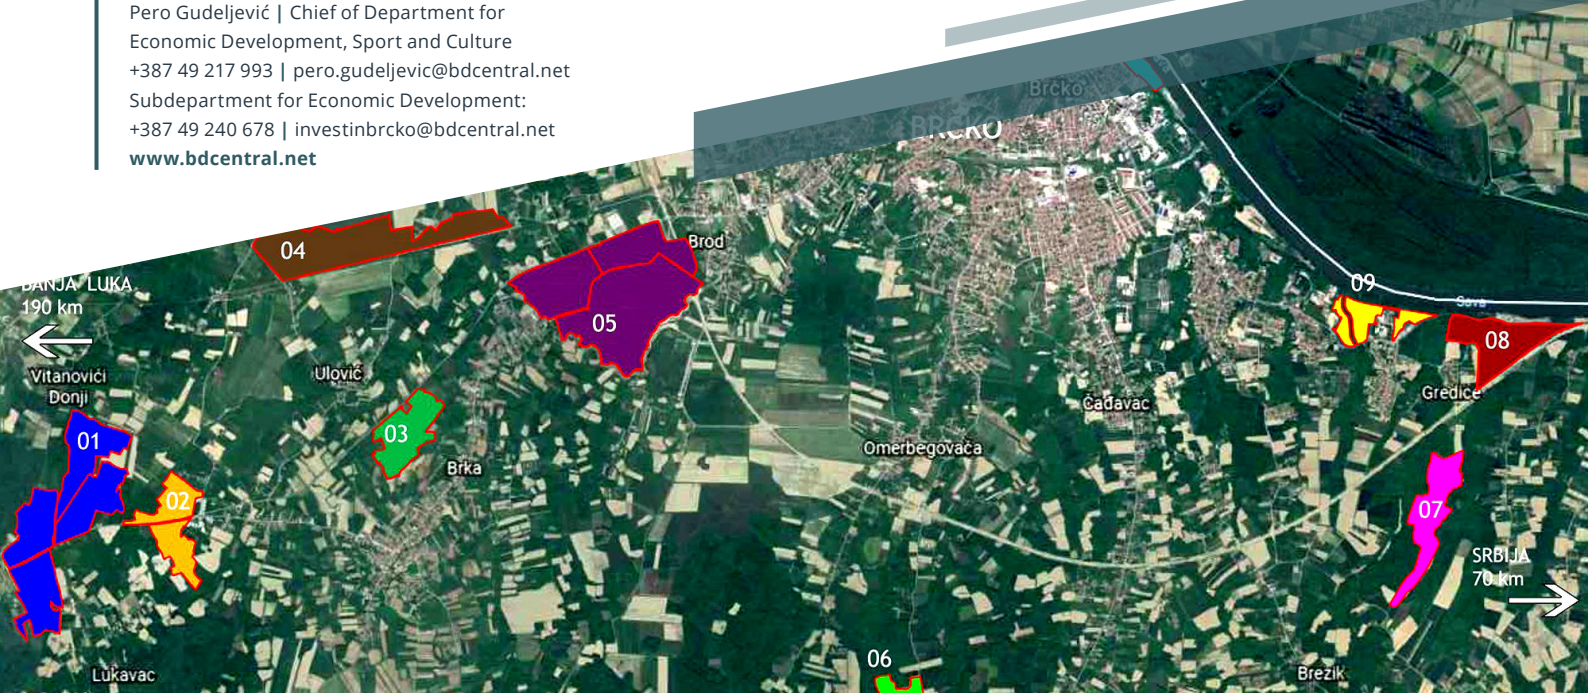 Pero Gudeljević | Chief of Department for
Economic Development, Sport and Culture
+387 49 217 993 | pero.gudeljevic@bdcentral.net
Subdepartment for Economic Development:
+387 49 240 678 | investinbrcko@bdcentral.net
www.bdcentral.net
Brčko
BRČKO
04
Brod
BANJA LUKA
190 km
09
Sava
05
08
Vitanovići
Donji
Ulović
Gredice
Čađavac
01
03
Omerbegovača
Brka
02
07
SRBIJA
70 km
06
Lukavac
Brezik